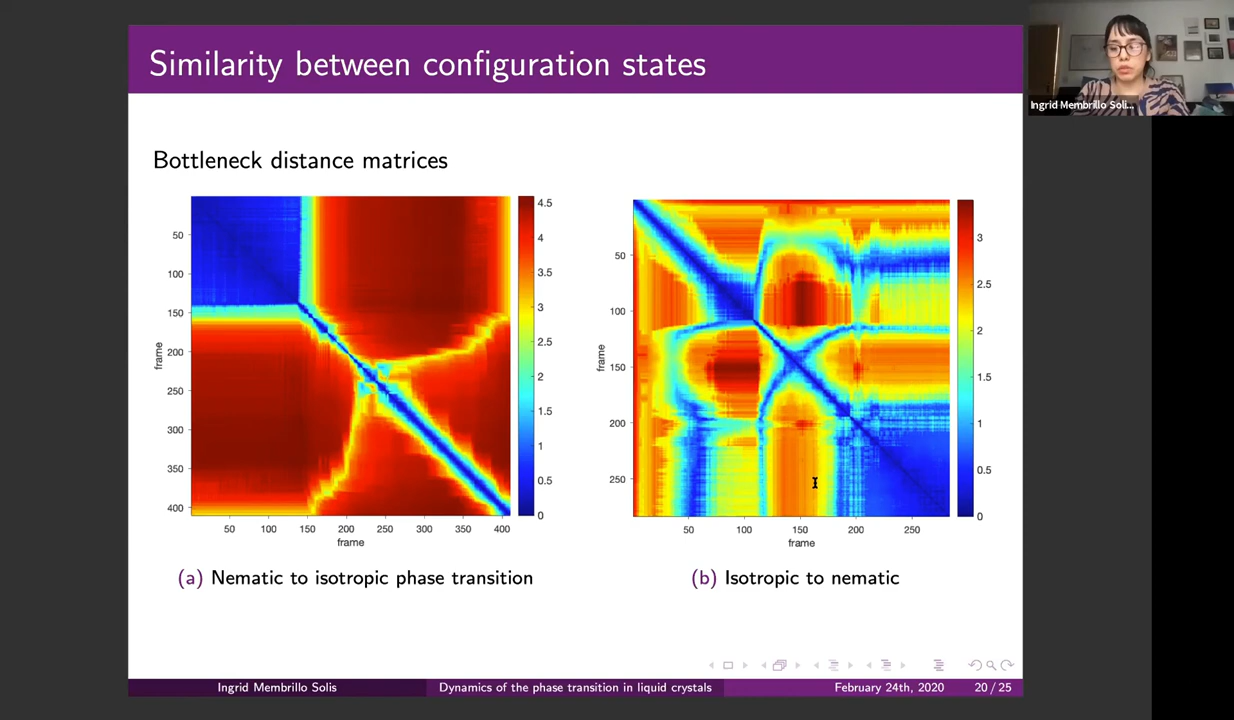 Similarity between configuration states
Ingrid Membrillo Soli...
Bottleneck distance matrices
50
100
150
200
250
300
350
400
frame
50 100 150 200 250 300 350 400
frame
4.5
4
3.5
3
2.5
2
1.5
1
0.5
0
50
100
150
200
250
frame
50 100 150 200 250
frame
3
2.5
2
1.5
1
0.5
0
(a) Nematic to isotropic phase transition
(b) Isotropic to nematic
Ingrid Membrillo Solis Dynamics of the phase transition in liquid crystals February 24th, 2020 20 / 25